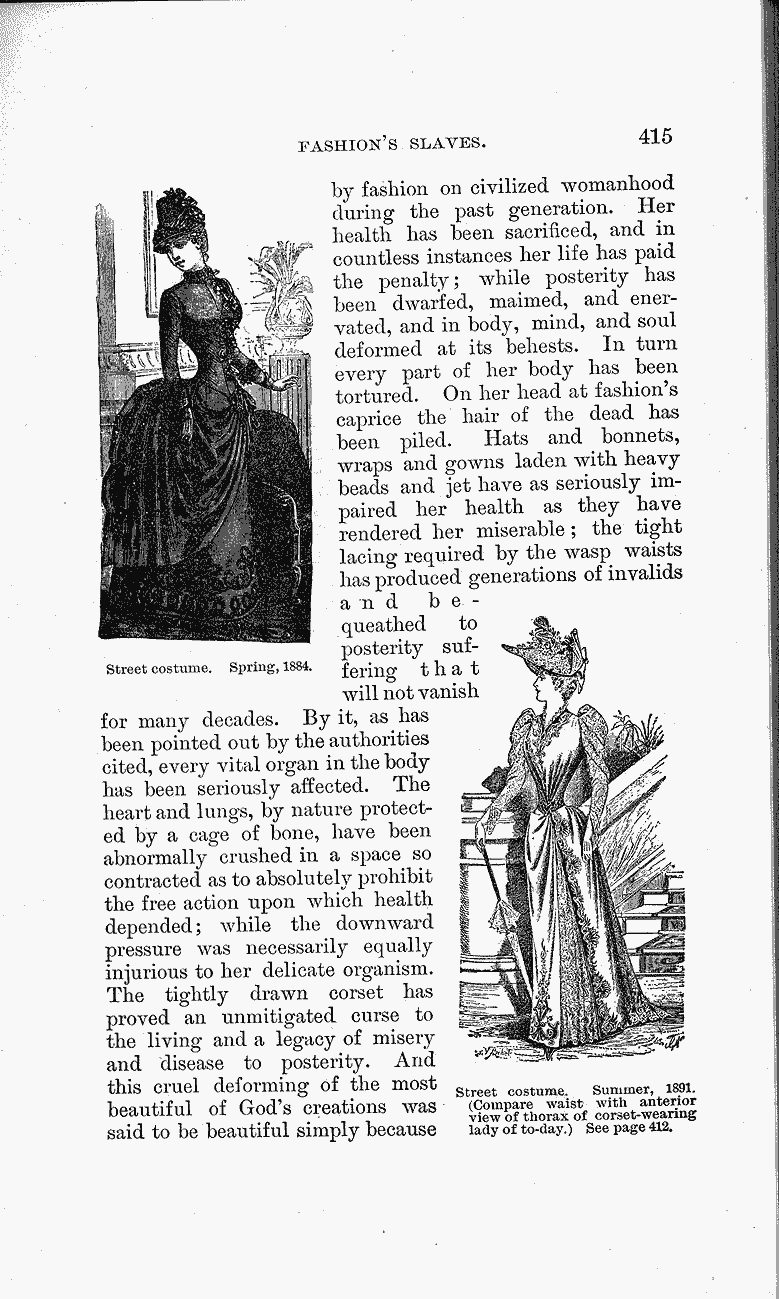 FASHION'S SLAVES.
415
by fashion on civilized womanhood
during the past generation. Her
health has been sacrificed, and in
countless instances her life has paid
the penalty; while posterity has
been dwarfed, maimed, and ener-
vated, and in body, mind, and soul
deformed at its behests. In turn
every part of her body has been
tortured. On her head at fashion's
caprice the hair of the dead has
been piled. Hats and bonnets,
wraps and gowns laden with heavy
beads and jet have as seriously im-
paired her health as they have
rendered her miserable; the tight
lacing required by the wasp waists
has produced generations of invalids
and be-
queathed to
posterity suf-
fering that
will not vanish
Street costume. Spring, 1884.
for many decades. By it, as has
been pointed out by the authorities
cited, every vital organ in the body
has been seriously affected. The
heart and lungs, by nature protect-
ed by a cage of bone, have been
abnormally crushed in a space so
contracted as to absolutely prohibit
the free action upon which health
depended; while the downward
pressure was necessarily equally
injurious to her delicate organism.
The tightly drawn corset has
proved an unmitigated curse to
the living and a legacy of misery
and disease to posterity. And
this cruel deforming of the most
beautiful of God's creations was
said to be beautiful simply because
Street costume. Summer, 1891.
(Compare waist with anterior
view of thorax of corset-wearing
lady of to-day.) See page 412.